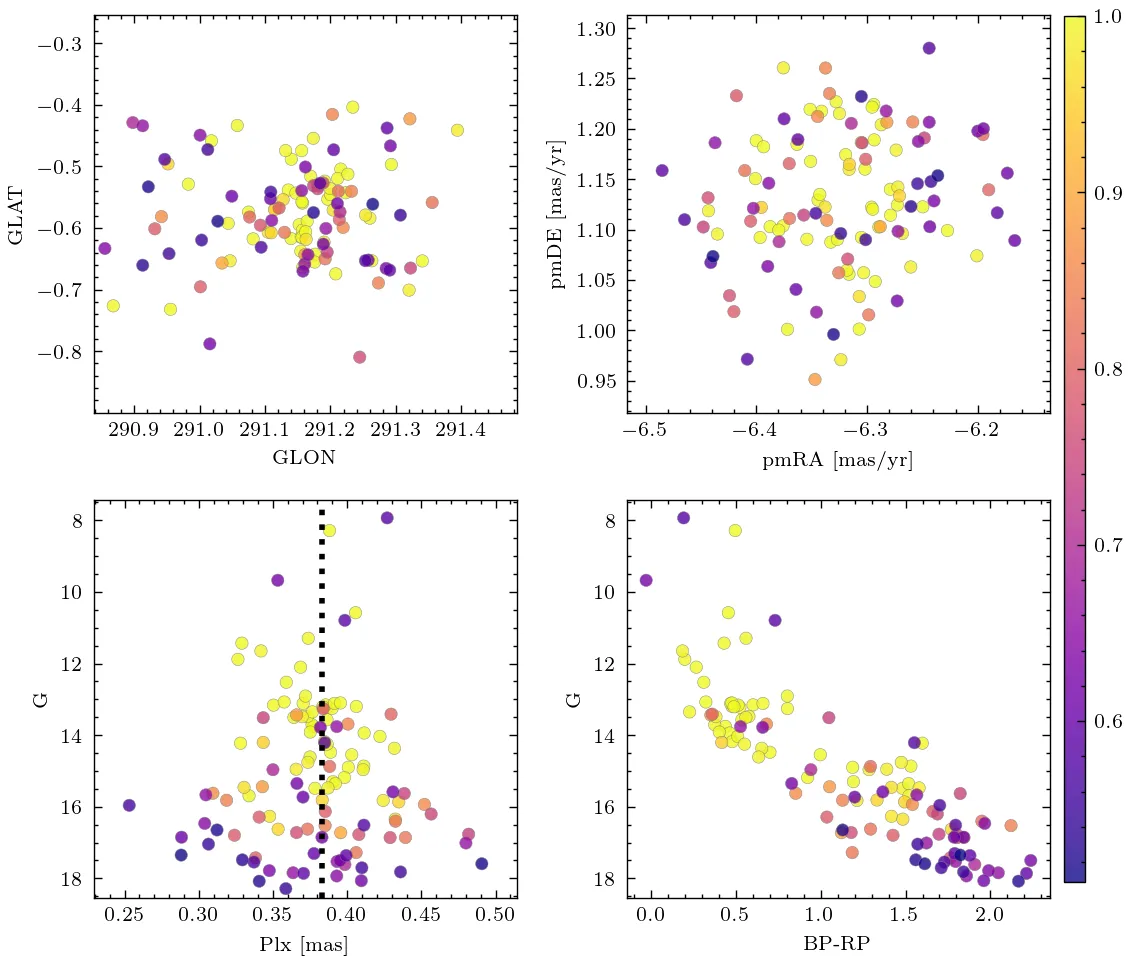 −0.3
−0.4
−0.5
−0.6
−0.7
−0.8
GLAT
290.9 291.0 291.1 291.2 291.3 291.4
GLON
1.30
1.25
1.20
1.15
1.10
1.05
1.00
0.95
pmDE [mas/yr]
−6.5 −6.4 −6.3 −6.2
pmRA [mas/yr]
1.0
0.9
0.8
0.7
0.6
8
10
12
14
16
18
G
0.25 0.30 0.35 0.40 0.45 0.50
Plx [mas]
8
10
12
14
16
18
G
0.0 0.5 1.0 1.5 2.0
BP-RP